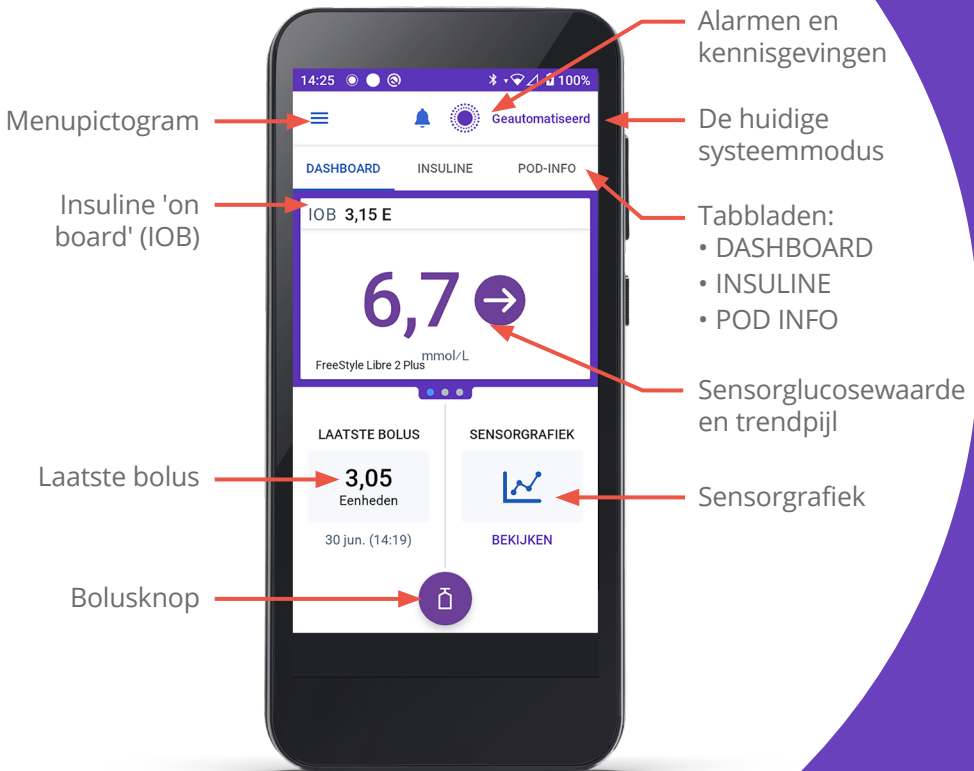 Alarmen en
kennisgevingen
14:25
100%
Menupictogram
Geautomatiseerd
De huidige
systeemmodus
DASHBOARD
INSULINE
POD-INFO
Insuline 'on
board' (IOB)
IOB 3,15 E
Tabbladen:
• DASHBOARD
• INSULINE
• POD INFO
6,7
mmol/L
FreeStyle Libre 2 Plus
Sensorglucosewaarde
en trendpijl
LAATSTE BOLUS
SENSORGRAFIEK
Laatste bolus
3,05
Eenheden
Sensorgrafiek
30 jun. (14:19)
BEKIJKEN
Bolusknop